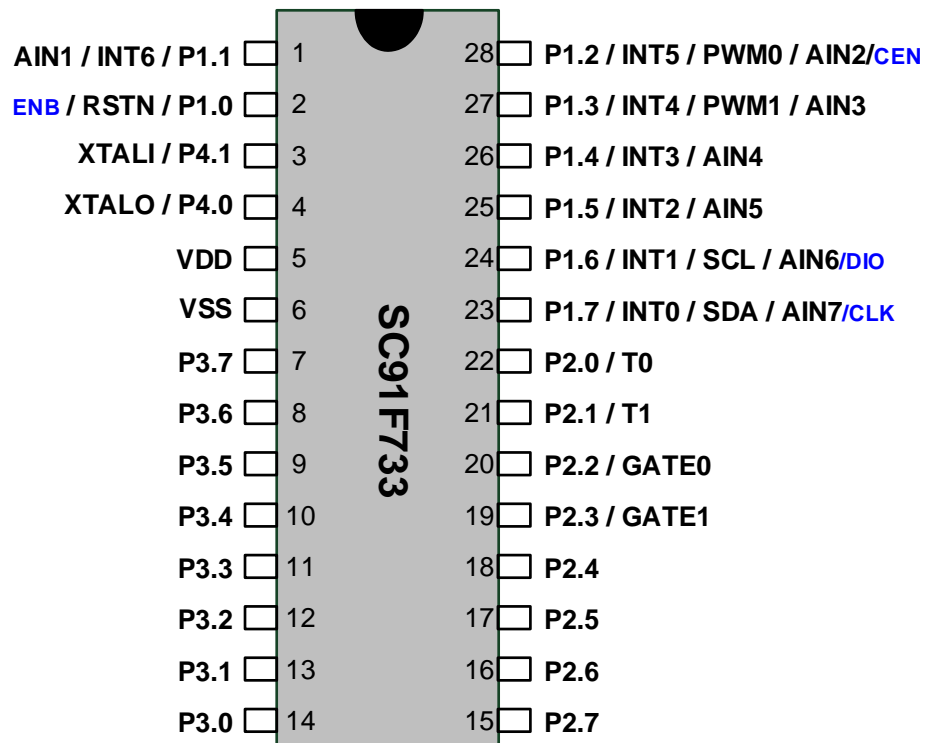 AIN1 / INT6 / P1.1 1 28 P1.2 / INT5 / PWM0 / AIN2/CEN
ENB / RSTN / P1.0 2 27 P1.3 / INT4 / PWM1 / AIN3
XTALI / P4.1 3 26 P1.4 / INT3 / AIN4
XTALO / P4.0 4 25 P1.5 / INT2 / AIN5
VDD 5 24 P1.6 / INT1 / SCL / AIN6/DIO
VSS 6 23 P1.7 / INT0 / SDA / AIN7/CLK
P3.7 7 22 P2.0 / T0
P3.6 8 21 P2.1 / T1
P3.5 9 20 P2.2 / GATE0
P3.4 10 19 P2.3 / GATE1
P3.3 11 18 P2.4
P3.2 12 17 P2.5
P3.1 13 16 P2.6
P3.0 14 15 P2.7
SC91F733